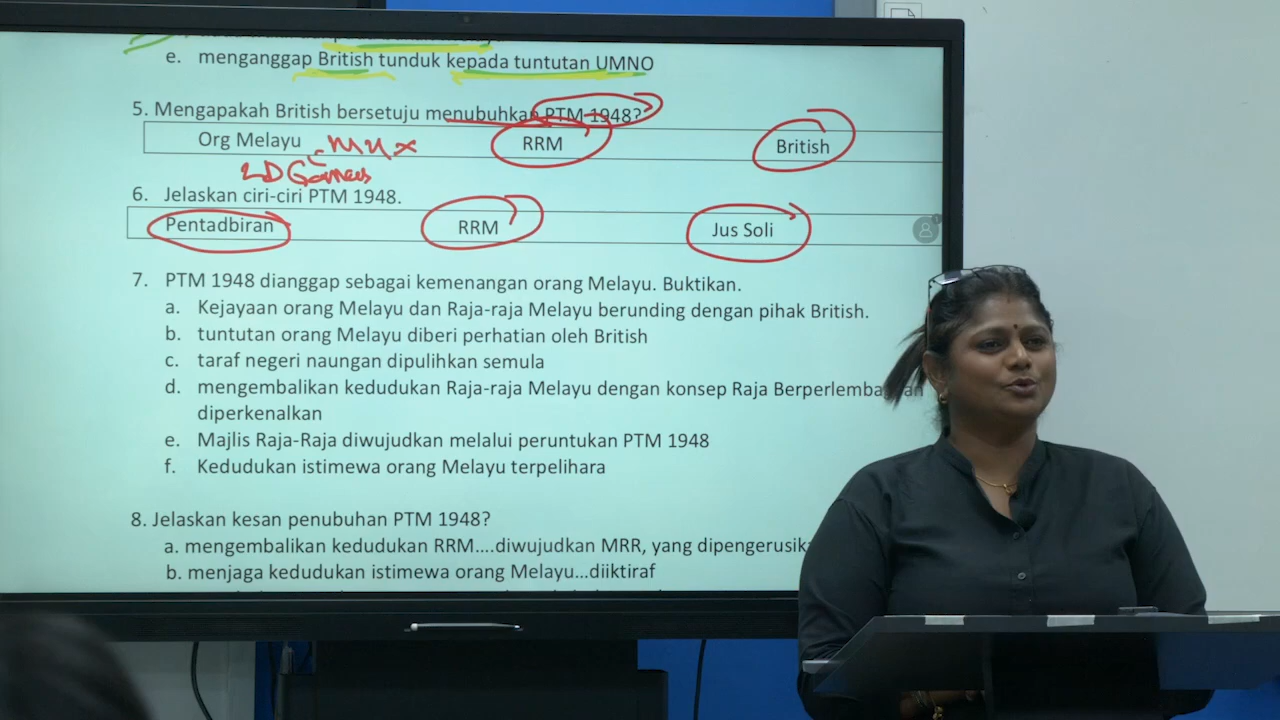 e. menganggap British tunduk kepada tuntutan UMNO
5. Mengapakah British bersetuju menubuhkan PTM 1948?
Org Melayu RRM British
6. Jelaskan ciri-ciri PTM 1948.
Pentadbiran RRM Jus Soli
7. PTM 1948 dianggap sebagai kemenangan orang Melayu. Buktikan.
a. Kejayaan orang Melayu dan Raja-raja Melayu berunding dengan pihak British.
b. tuntutan orang Melayu diberi perhatian oleh British
c. taraf negeri naungan dipulihkan semula
d. mengembalikan kedudukan Raja-raja Melayu dengan konsep Raja
diperkenalkan
e. Majlis Raja-Raja diwujudkan melalui peruntukan PTM 1948
f. Kedudukan istimewa orang Melayu terpelihara
8. Jelaskan kesan penubuhan PTM 1948?
a. mengembalikan kedudukan RRM....diwujudkan MRR, yang
b. menjaga kedudukan istimewa orang Melayu...diiktiraf